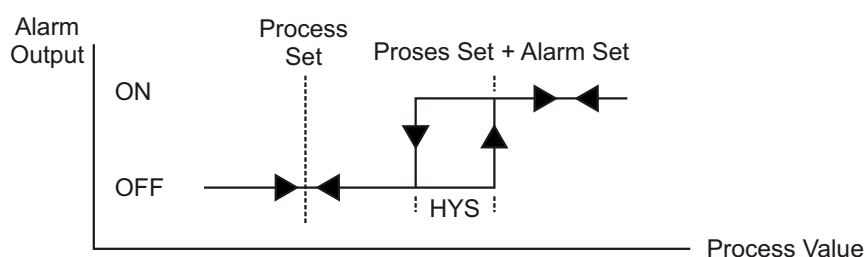 Alarm
Output
Process
Set
Proses Set + Alarm Set
ON
OFF
HYS
Process Value